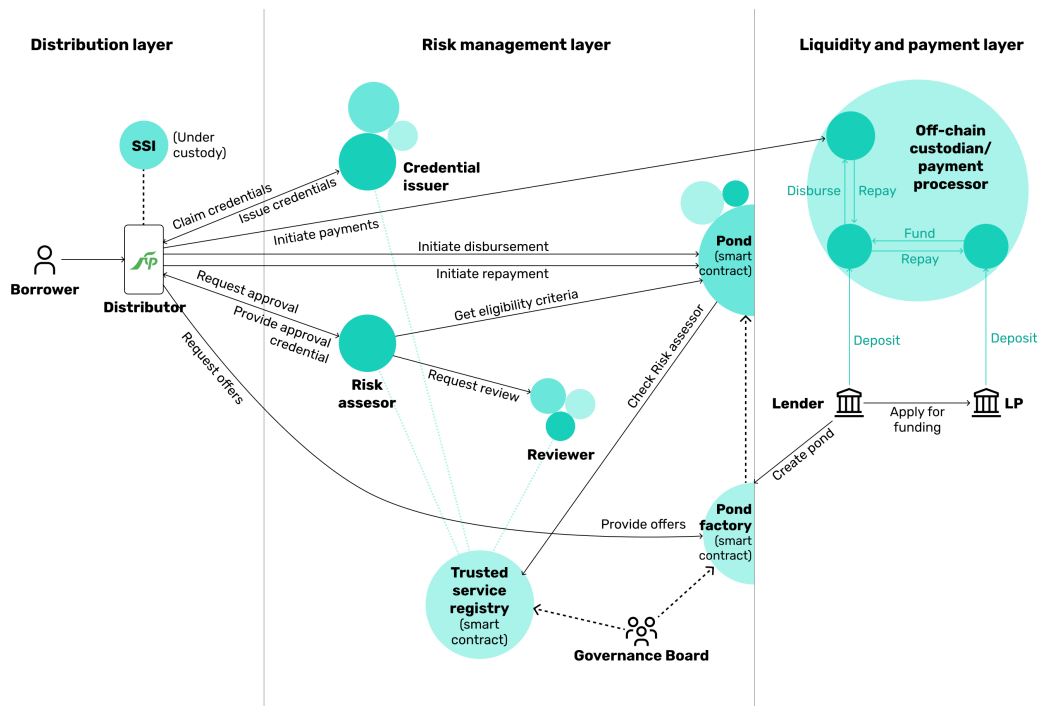 Distribution layer
Risk management layer
Liquidity and payment layer
SSI
(Under
custody)
Borrower
Distributor
Claim credentials
Issue credentials
Credential
issuer
Initiate payments
Initiate disbursement
Initiate repayment
Request approval
Provide approval
credential
Request offers
Get eligibility criteria
Risk
assesor
Request review
Reviewer
Check Risk assessor
Pond
(smart
contract)
Provide offers
Pond
factory
(smart
contract)
Trusted
service
registry
(smart
contract)
Governance Board
Off-chain
custodian/
payment
processor
Disburse
Repay
Fund
Repay
Deposit
Deposit
Lender
Apply for
funding
LP
Create pond